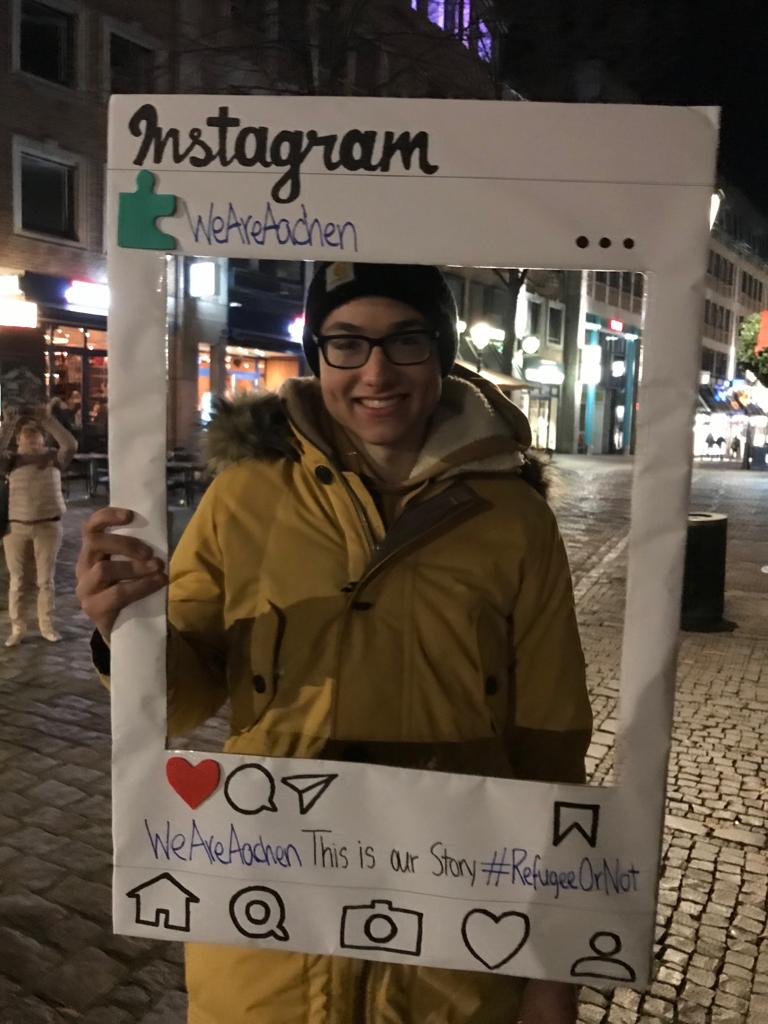 Instagram
WeAreAachen
WeAreAachen This is our Story #RefugeeOrNot